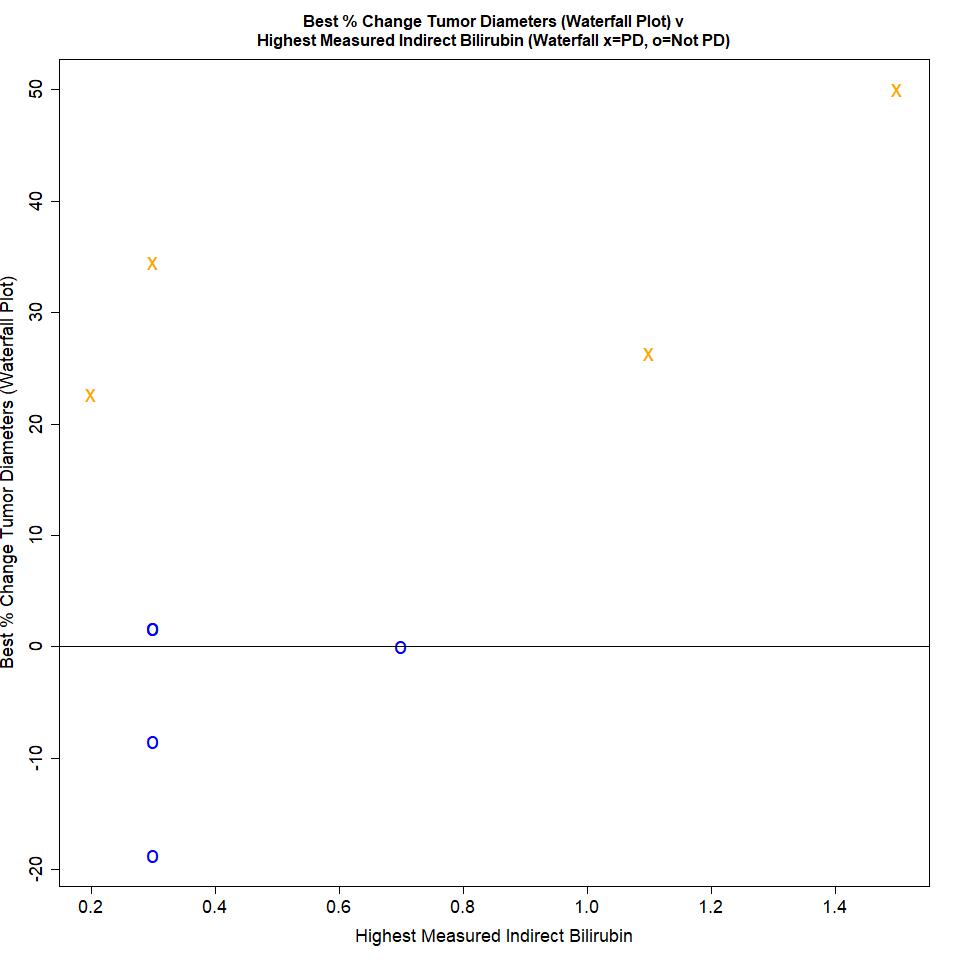 Best % Change Tumor Diameters (Waterfall Plot) v
Highest Measured Indirect Bilirubin (Waterfall x=PD, o=Not PD)
Best % Change Tumor Diameters (Waterfall Plot)
50
40
30
20
10
0
-10
-20
X
X
X
X
O
O
O
O
0.2
0.4
0.6
0.8
1.0
1.2
1.4
Highest Measured Indirect Bilirubin